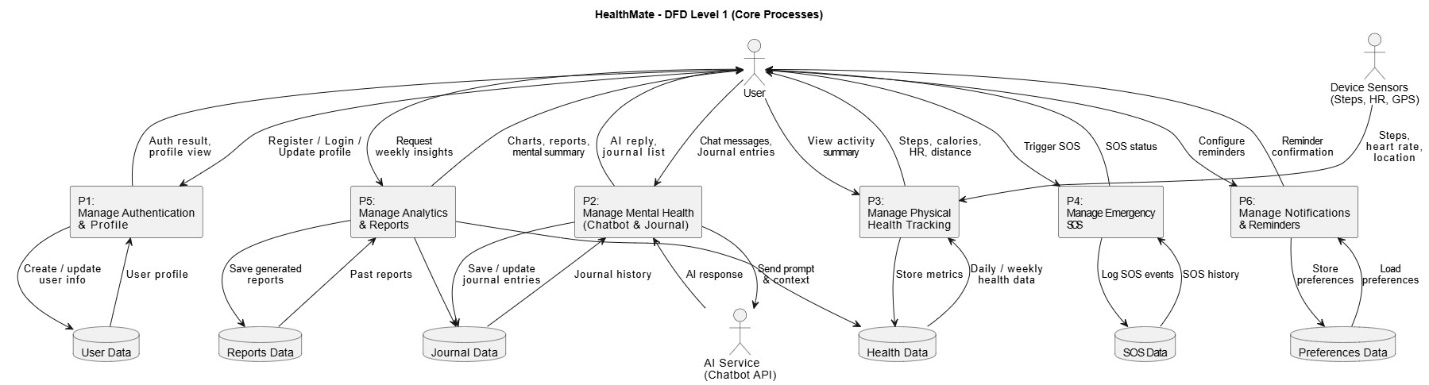 HealthMate - DFD Level 1 (Core Processes)
User
Device Sensors
(Steps, HR, GPS)
Auth result,
profile view
Register / Login /
Update profile
Request
weekly insights
Charts, reports,
mental summary
AI reply,
journal list
Chat messages,
Journal entries
View activity
summary
Steps, calories,
HR, distance
Trigger SOS
SOS status
Configure
reminders
Reminder
confirmation
Steps,
heart rate,
location
P1:
Manage Authentication
& Profile
P5:
Manage Analytics
& Reports
P2:
Manage Mental Health
(Chatbot & Journal)
P3:
Manage Physical
Health Tracking
P4:
Manage Emergency
SOS
P6:
Manage Notifications
& Reminders
Create / update
user info
User profile
Save generated
reports
Past reports
Save / update
journal entries
Journal history
AI response
Send prompt
& context
Store metrics
Daily / weekly
health data
Log SOS events
SOS history
Store
preferences
Load
preferences
User Data
Reports Data
Journal Data
AI Service
(Chatbot API)
Health Data
SOS Data
Preferences Data